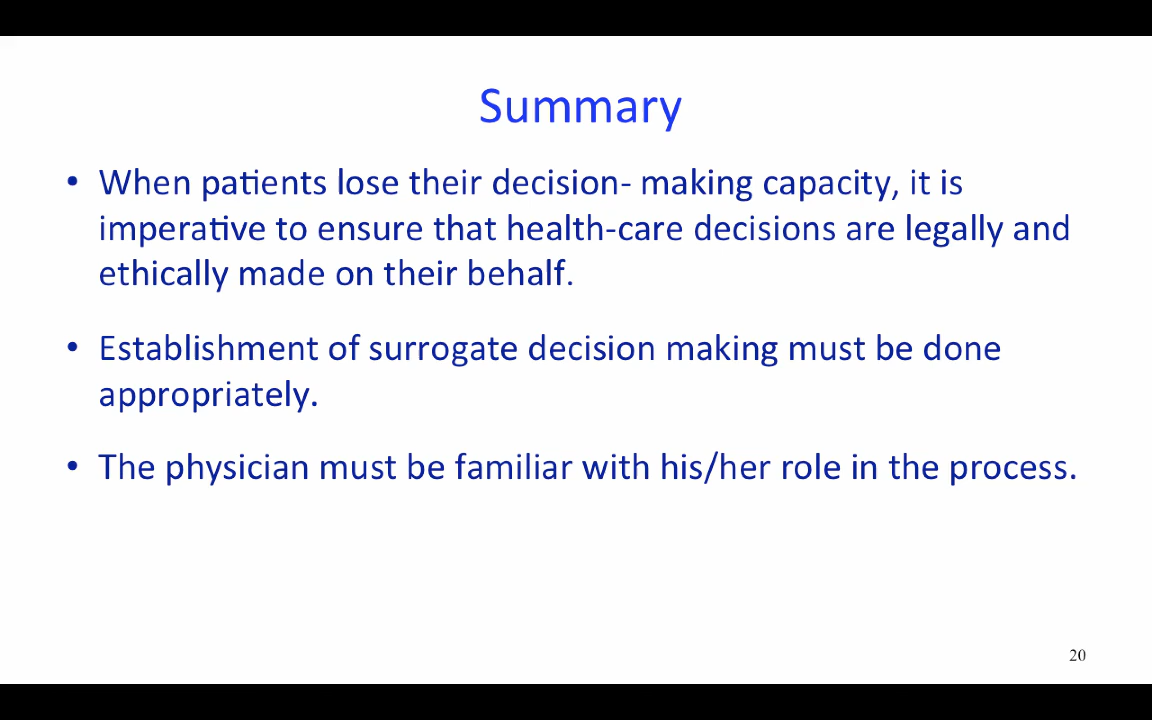 Summary
• When patients lose their decision- making capacity, it is
imperative to ensure that health-care decisions are legally and
ethically made on their behalf.
• Establishment of surrogate decision making must be done
appropriately.
• The physician must be familiar with his/her role in the process.
20